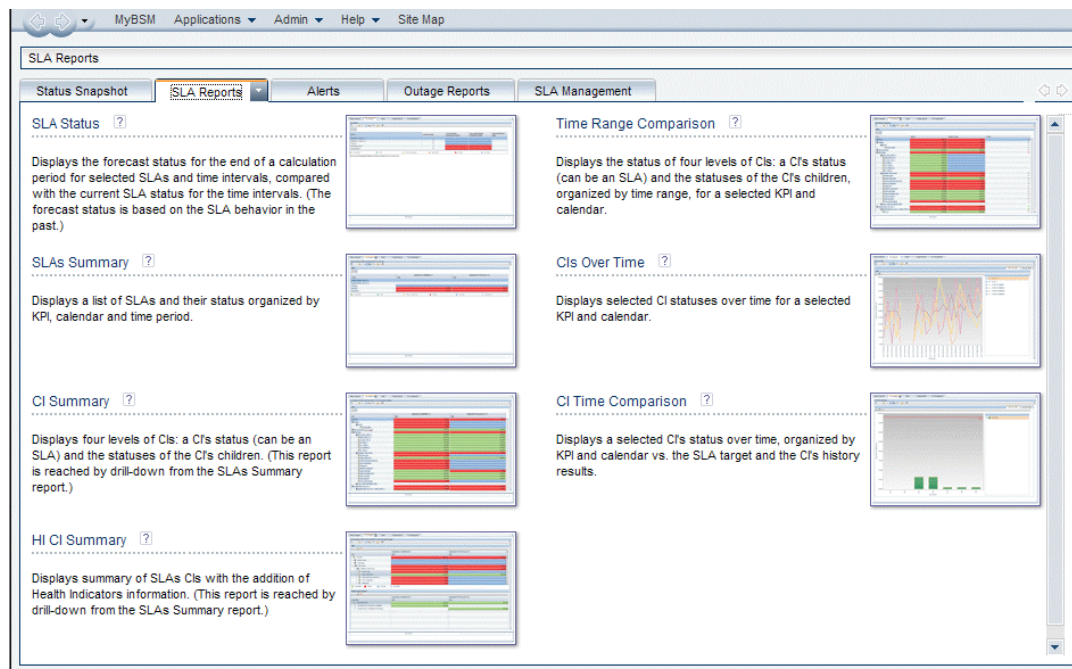 MyBSM Applications Admin Help Site Map
SLA Reports
Status Snapshot SLA Reports Alerts Outage Reports SLA Management
SLA Status ?
Displays the forecast status for the end of a calculation
period for selected SLAs and time intervals, compared
with the current SLA status for the time intervals. (The
forecast status is based on the SLA behavior in the
past.)
Time Range Comparison ?
Displays the status of four levels of CIs: a CI's status
(can be an SLA) and the statuses of the CI's children,
organized by time range, for a selected KPI and
calendar.
SLAs Summary ?
Displays a list of SLAs and their status organized by
KPI, calendar and time period.
CIs Over Time ?
Displays selected CI statuses over time for a selected
KPI and calendar.
CI Summary ?
Displays four levels of CIs: a CI's status (can be an
SLA) and the statuses of the CI's children. (This report
is reached by drill-down from the SLAs Summary
report.)
CI Time Comparison ?
Displays a selected CI's status over time, organized by
KPI and calendar vs. the SLA target and the CI's history
results.
HI CI Summary ?
Displays summary of SLAs CIs with the addition of
Health Indicators information. (This report is reached by
drill-down from the SLAs Summary report.)